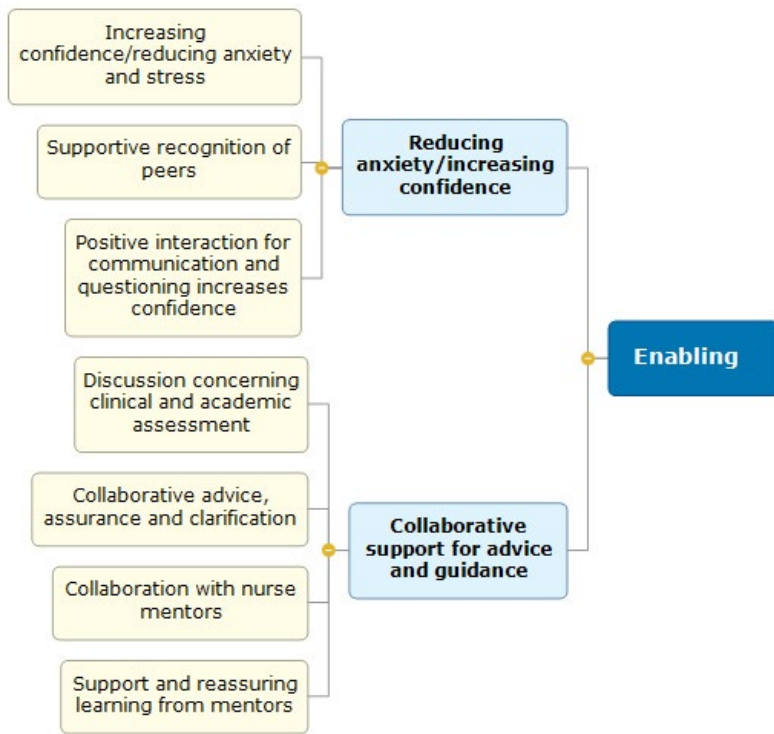 Increasing
confidence/reducing anxiety
and stress
Supportive recognition of
peers
Positive interaction for
communication and
questioning increases
confidence
Reducing
anxiety/increasing
confidence
Discussion concerning
clinical and academic
assessment
Collaborative advice,
assurance and clarification
Collaboration with nurse
mentors
Support and reassuring
learning from mentors
Collaborative
support for advice
and guidance
Enabling